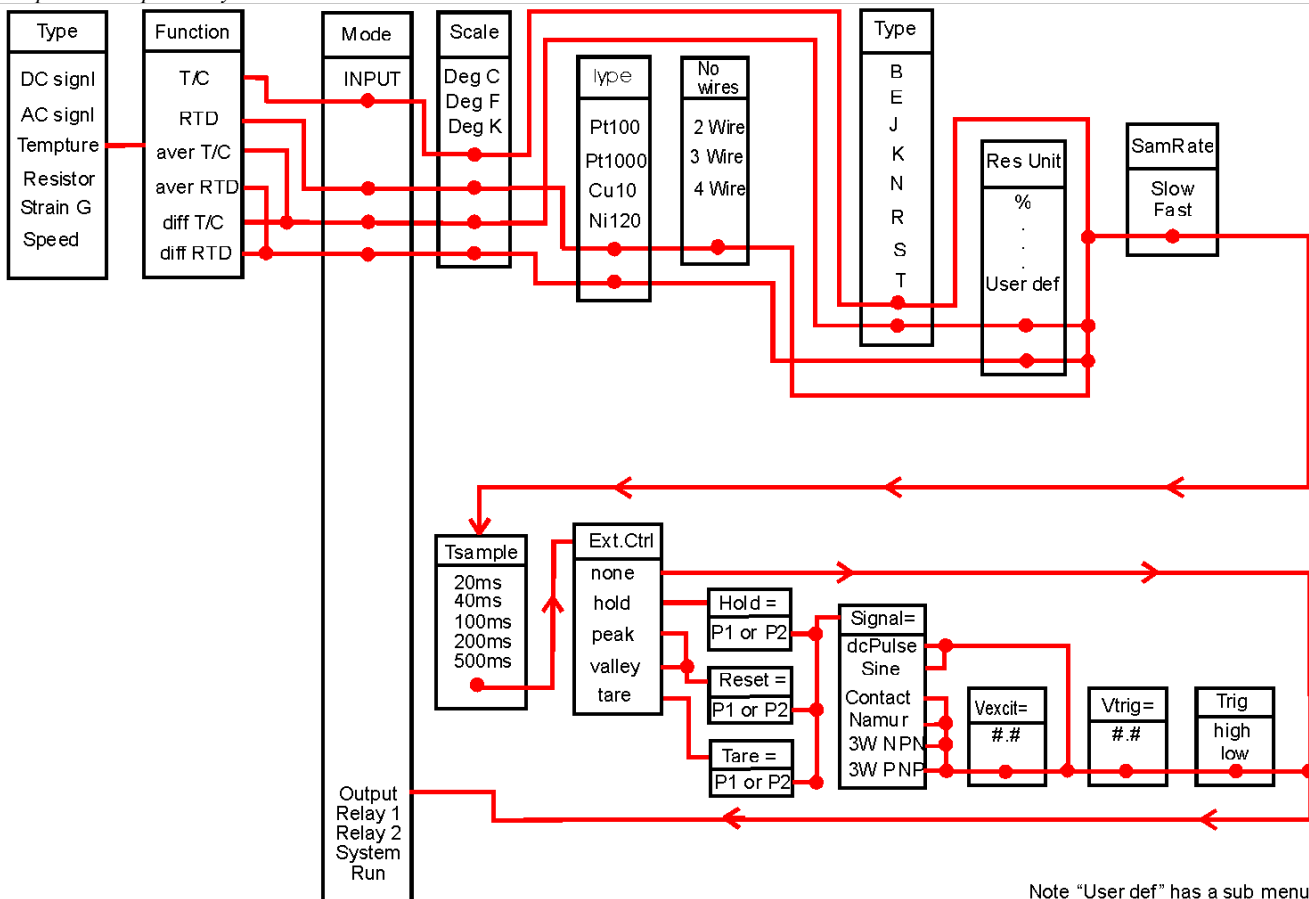 Type
DC signl
AC signl
Tempture
Resistor
Strain G
Speed
Function
T/C
RTD
aver T/C
aver RTD
diff T/C
diff RTD
Mode
INPUT
Scale
Deg C
Deg F
Deg K
Type
Pt100
Pt1000
Cu10
Ni120
No
wires
2 Wire
3 Wire
4 Wire
Type
B
E
J
K
N
R
S
T
Res Unit
%
.
.
.
User def
SamRate
Slow
Fast
Tsample
20ms
40ms
100ms
200ms
500ms
Ext.Ctrl
none
hold
peak
valley
tare
Hold =
P1 or P2
Reset =
P1 or P2
Tare =
P1 or P2
Signal=
dcPulse
Sine
Contact
Namur
3W NPN
3W PNP
Vexcit=
#.#
Vtrig=
#.#
Trig
high
low
Output
Relay 1
Relay 2
System
Run
Note "User def" has a sub menu